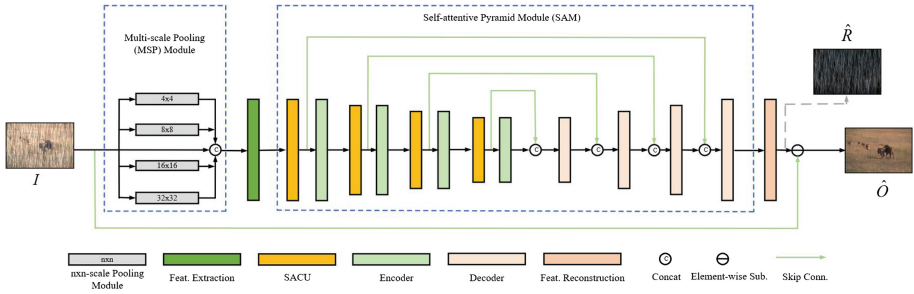 Self-attentive Pyramid Module (SAM)
Multi-scale Pooling
(MSP) Module
R̂
4x4
8x8
16x16
32x32
C
C
C
C
C
I
Ô
nxn
nxn-scale Pooling
Module
Feat. Extraction
SACU
Encoder
Decoder
Feat. Reconstruction
C
Concat
Element-wise Sub.
Skip Conn.